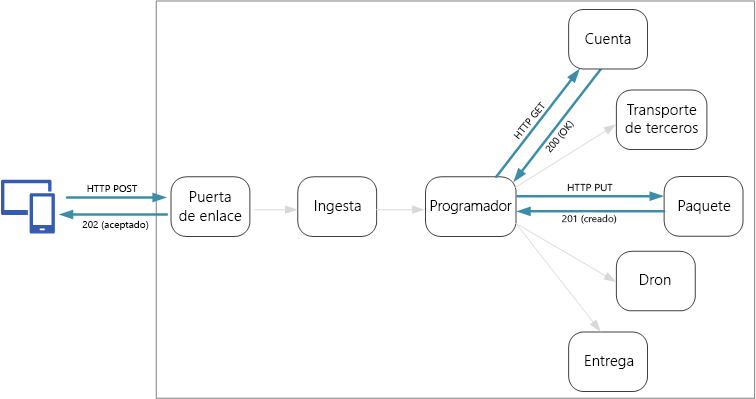 Cuenta
HTTP GET
200 (OK)
Transporte
de terceros
HTTP POST
202 (aceptado)
Puerta
de enlace
Ingesta
Programador
HTTP PUT
201 (creado)
Paquete
Dron
Entrega